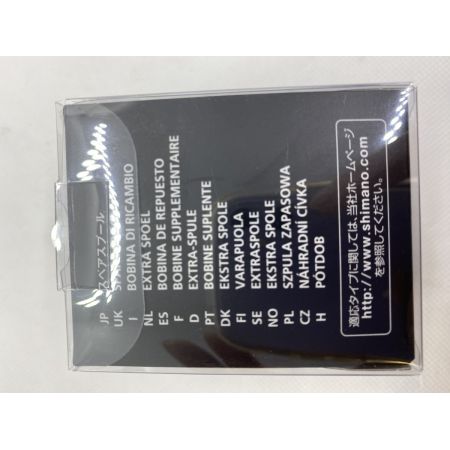 JP スペアスプール
UK
I BOBINA DI RICAMBIO
NL EXTRA SPOEL
ES BOBINA DE REPUESTO
F BOBINE SUPPLEMENTAIRE
D EXTRA-SPULE
PT BOBINE SUPLENTE
DK EKSTRA SPOLE
FI VARAPUOLA
SE EXTRASPOLE
NO EKSTRA SPOLE
PL SZPULA ZAPASOWA
CZ NÁHRADNÍ CÍVKA
H PÓTDOB
適応タイプに関しては、当社ホームページ
http://www.shimano.com
を参照してください。